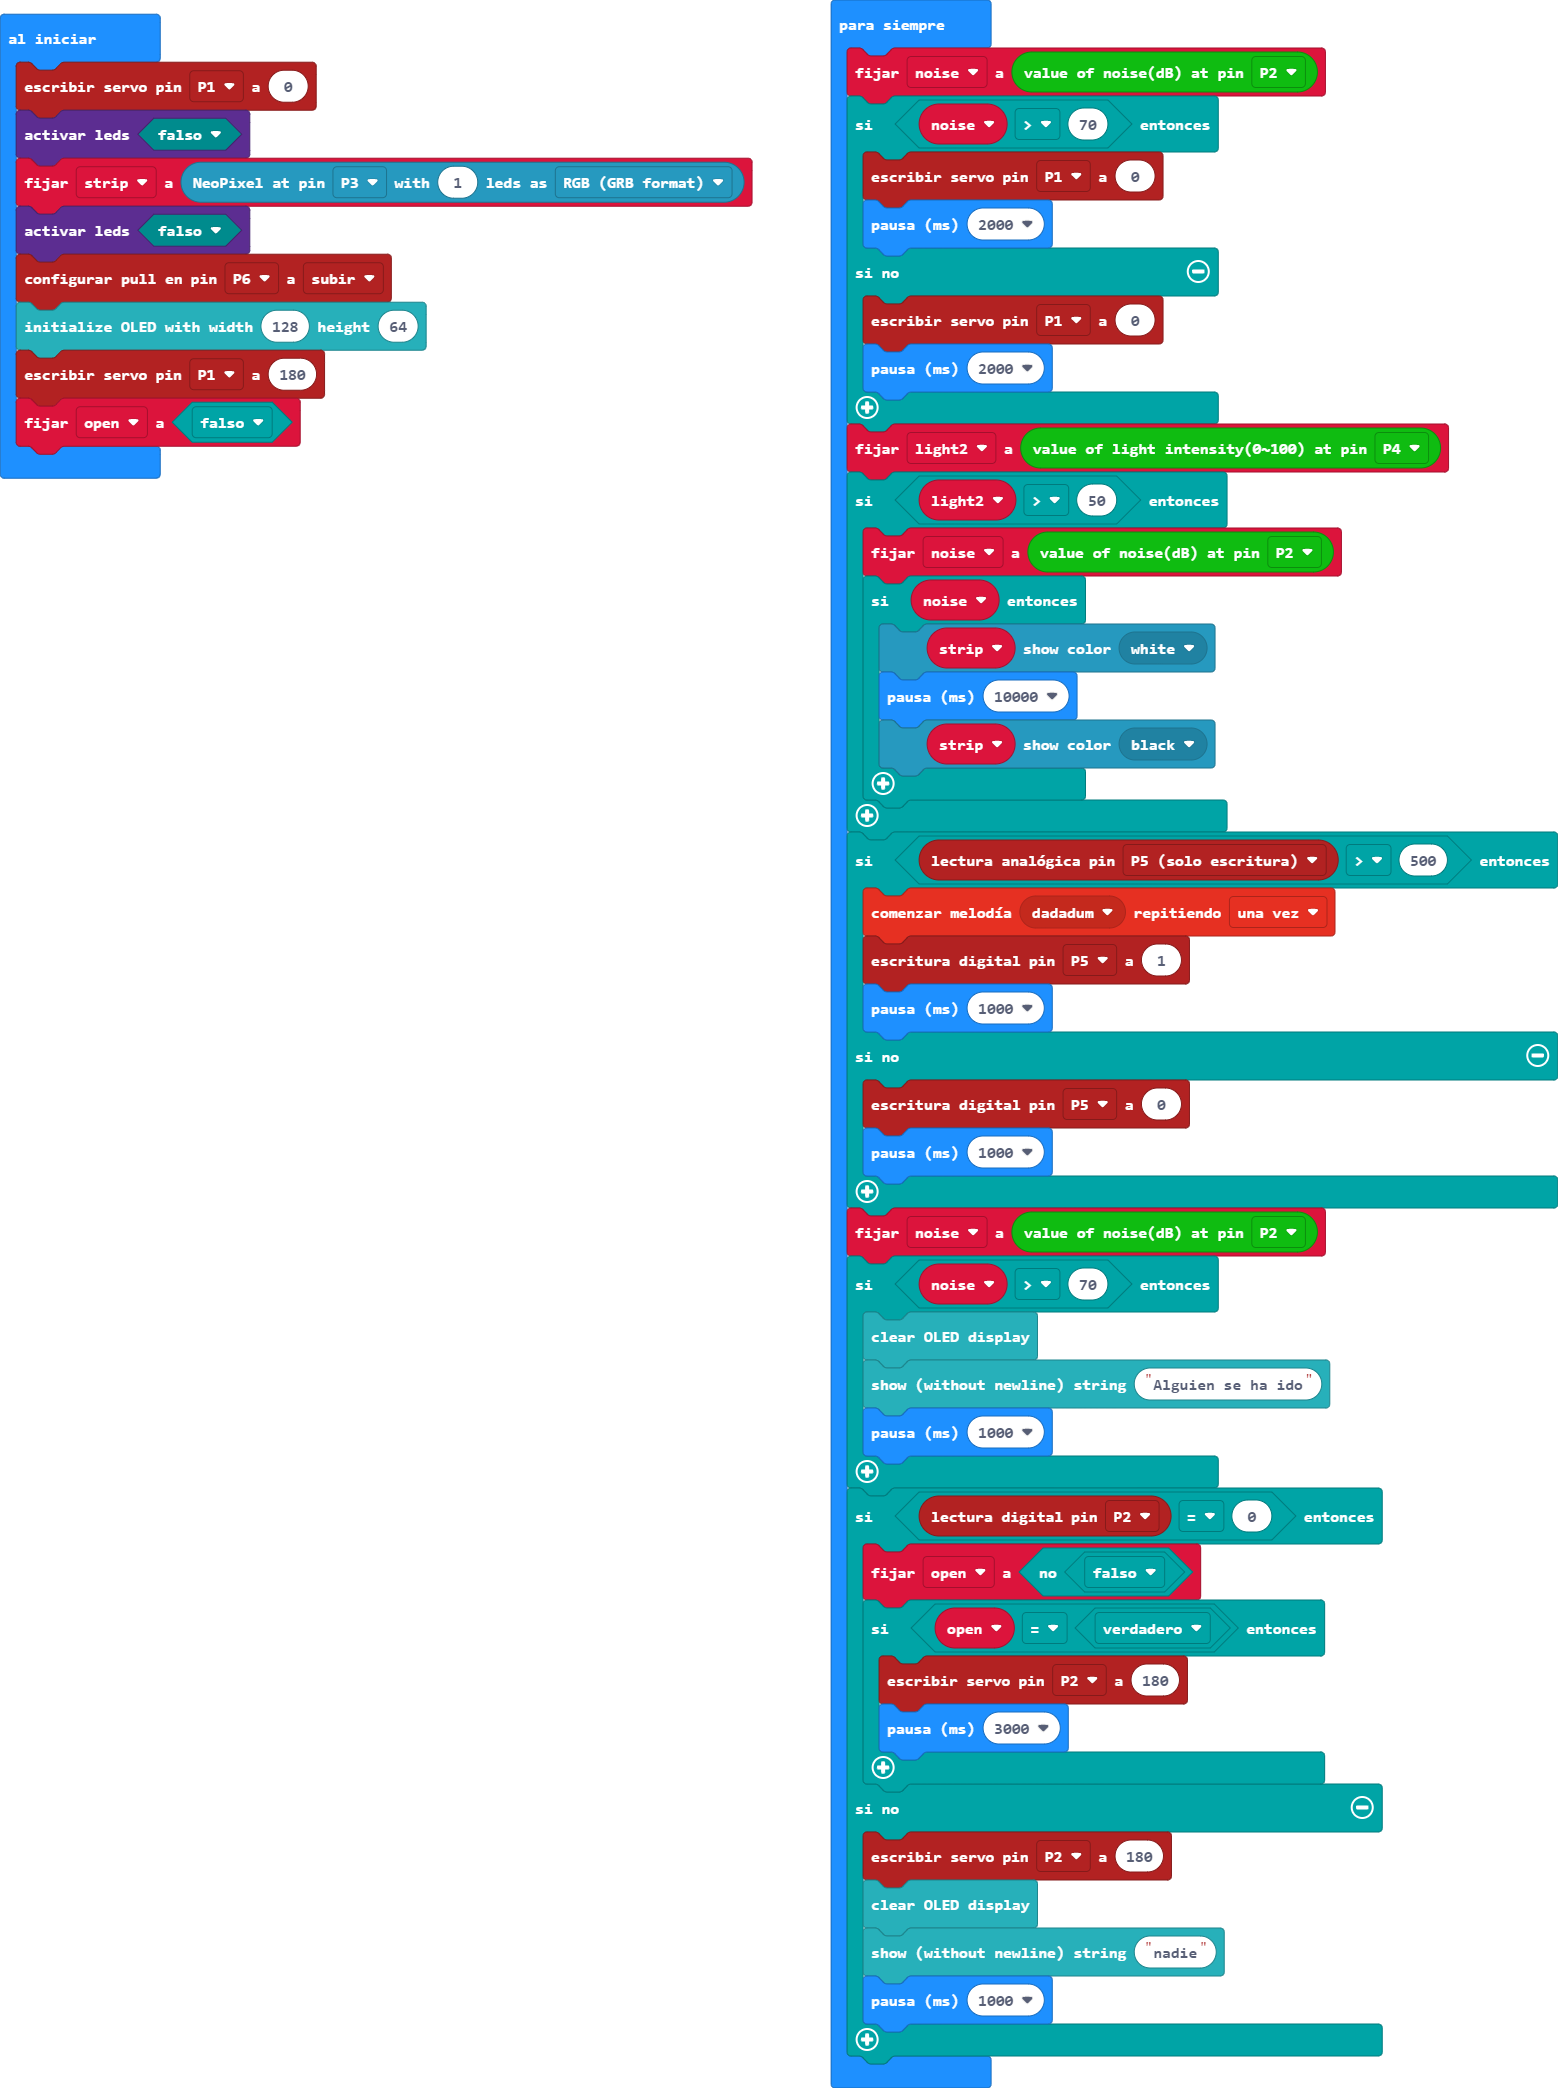 al iniciar
escribir servo pin P1 a 0
activar leds falso
fijar strip a NeoPixel at pin P3 with 1 leds as RGB (GRB format)
activar leds falso
configurar pull en pin P6 a subir
initialize OLED with width 128 height 64
escribir servo pin P1 a 180
fijar open a falso
para siempre
fijar noise a value of noise(dB) at pin P2
si noise > 70 entonces
escribir servo pin P1 a 0
pausa (ms) 2000
si no
escribir servo pin P1 a 0
pausa (ms) 2000
fijar light2 a value of light intensity(0~100) at pin P4
si light2 > 50 entonces
fijar noise a value of noise(dB) at pin P2
si noise entonces
strip show color white
pausa (ms) 10000
strip show color black
si lectura analógica pin P5 (solo escritura) > 500 entonces
comenzar melodía dadadum repitiendo una vez
escritura digital pin P5 a 1
pausa (ms) 1000
si no
escritura digital pin P5 a 0
pausa (ms) 1000
fijar noise a value of noise(dB) at pin P2
si noise > 70 entonces
clear OLED display
show (without newline) string "Alguien se ha ido"
pausa (ms) 1000
si lectura digital pin P2 = 0 entonces
fijar open a no falso
si open = verdadero entonces
escribir servo pin P2 a 180
pausa (ms) 3000
si no
escribir servo pin P2 a 180
clear OLED display
show (without newline) string "nadie"
pausa (ms) 1000